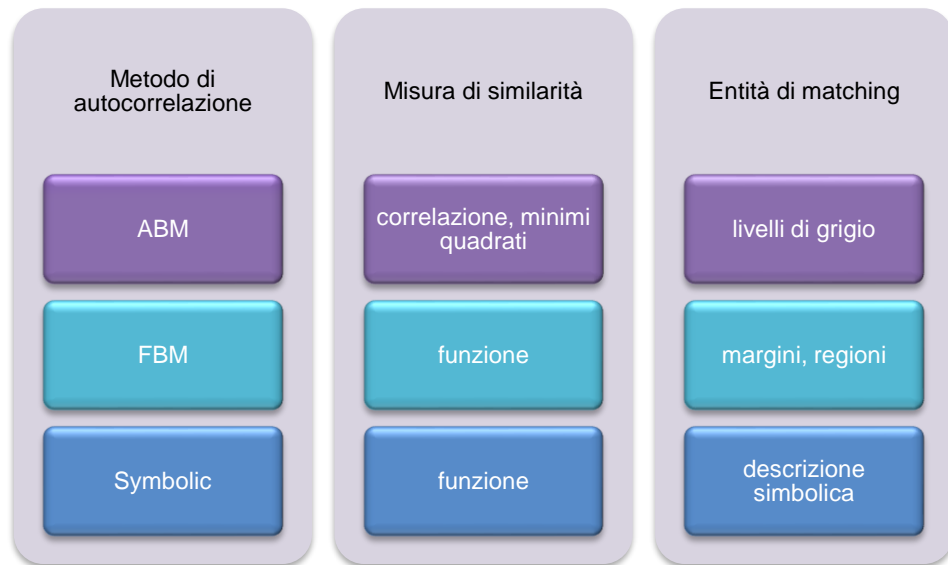 Metodo di
autocorrelazione
Misura di similarità
Entità di matching
ABM
correlazione, minimi
quadrati
livelli di grigio
FBM
funzione
margini, regioni
Symbolic
funzione
descrizione
simbolica